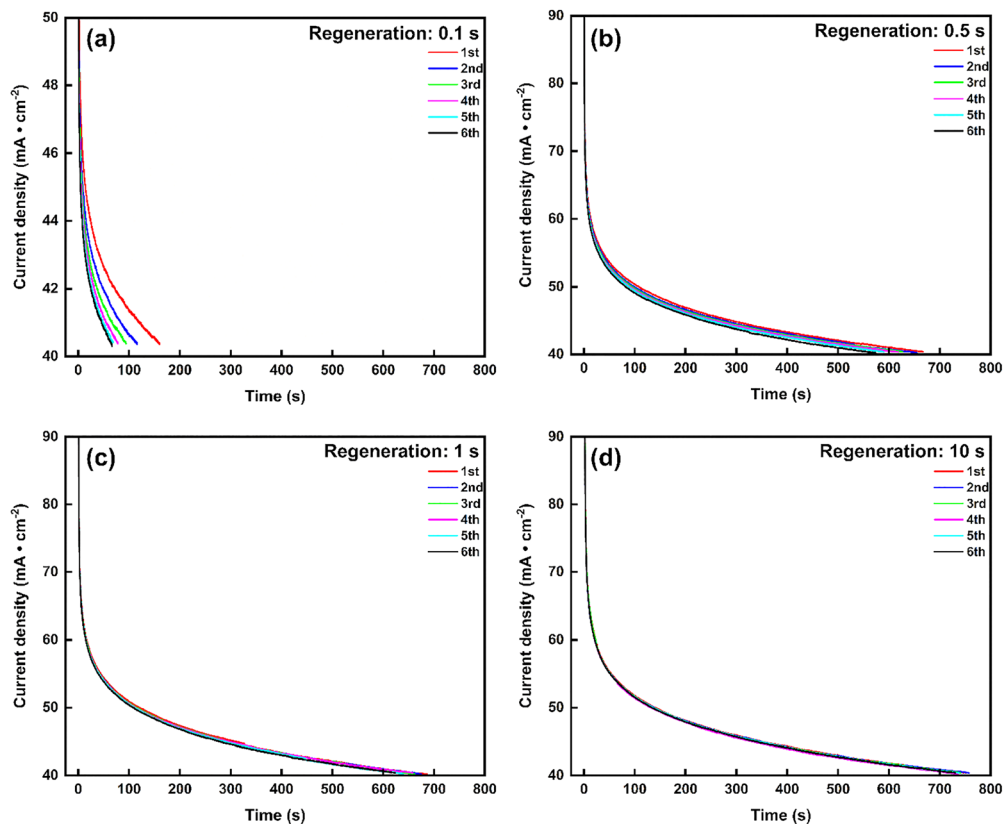 (a)
Regeneration: 0.1 s
1st
2nd
3rd
4th
5th
6th
50
48
46
44
42
40
Current density (mA • cm⁻²)
0 100 200 300 400 500 600 700 800
Time (s)
(b)
Regeneration: 0.5 s
1st
2nd
3rd
4th
5th
6th
90
80
70
60
50
40
Current density (mA • cm⁻²)
0 100 200 300 400 500 600 700 800
Time (s)
(c)
Regeneration: 1 s
1st
2nd
3rd
4th
5th
6th
90
80
70
60
50
40
Current density (mA • cm⁻²)
0 100 200 300 400 500 600 700 800
Time (s)
(d)
Regeneration: 10 s
1st
2nd
3rd
4th
5th
6th
90
80
70
60
50
40
Current density (mA • cm⁻²)
0 100 200 300 400 500 600 700 800
Time (s)